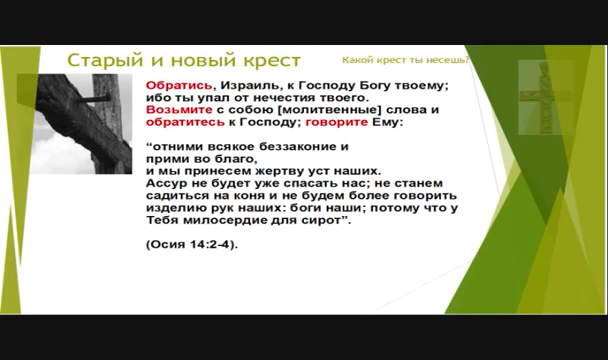 Старый и новый крест
Какой крест ты несешь?
Обратись, Израиль, к Господу Богу твоему;
ибо ты упал от нечестия твоего.
Возьмите с собою [молитвенные] слова и
обратитесь к Господу; говорите Ему:
“отними всякое беззаконие и
прими во благо,
и мы принесем жертву уст наших.
Ассур не будет уже спасать нас; не станем
садиться на коня и не будем более говорить
изделию рук наших: боги наши; потому что у
Тебя милосердие для сирот”.
(Осия 14:2-4).